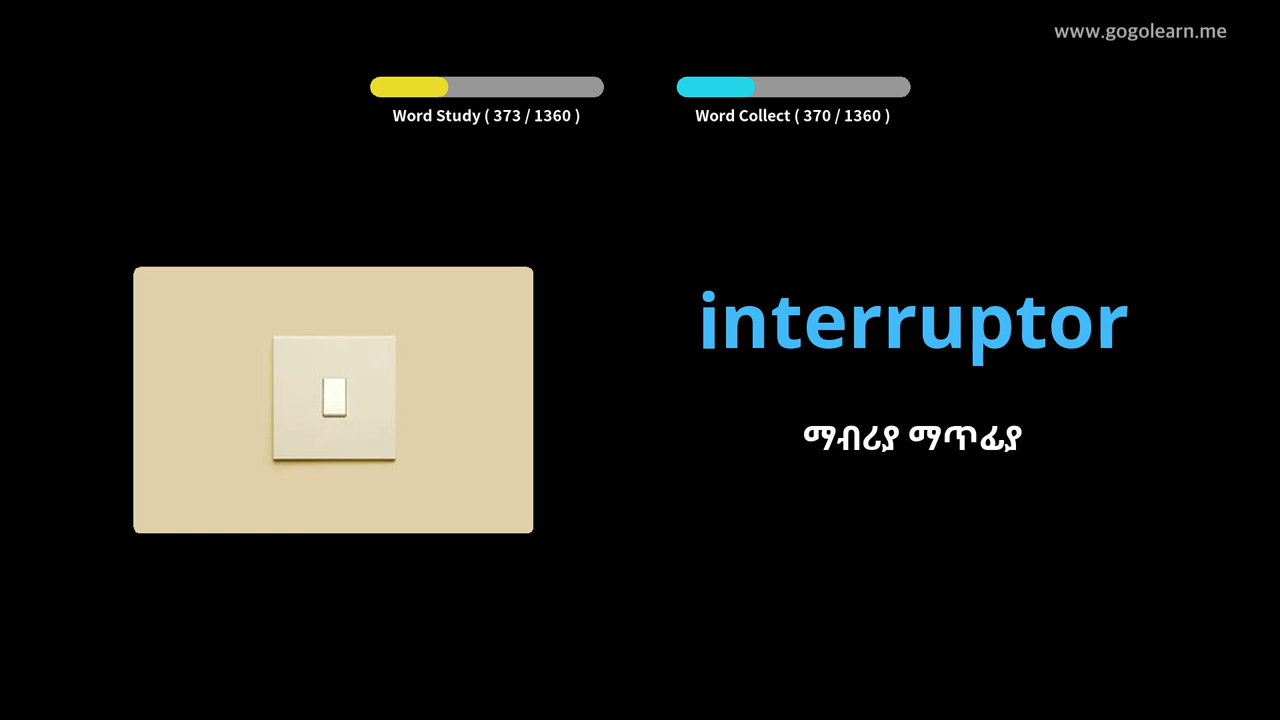 www.gogolearn.me
Word Study ( 373 / 1360 )
Word Collect ( 370 / 1360 )
interruptor
ማብሪያ ማጥፊያ